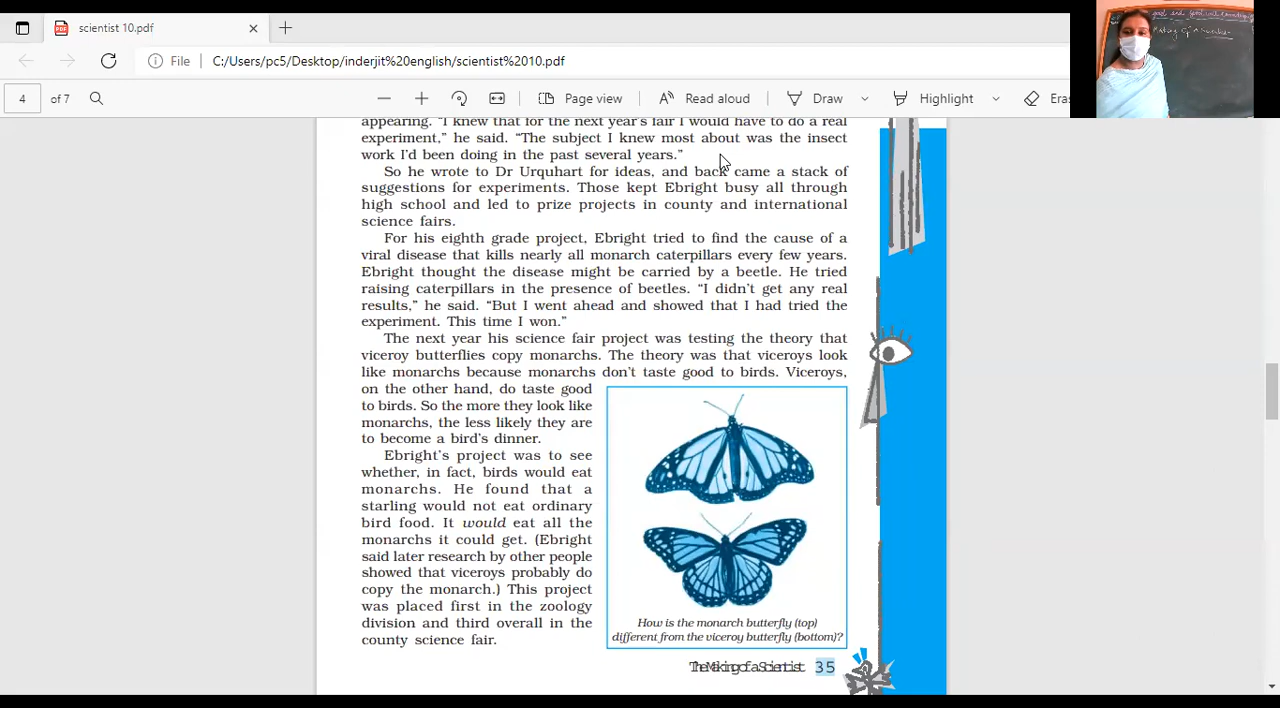 scientist 10.pdf
File C:/Users/pc5/Desktop/inderjit%20english/scientist%2010.pdf
4 of 7 Page view Read aloud Draw Highlight Eras
appearing. “I knew that for the next year’s fair I would have to do a real
experiment,” he said. “The subject I knew most about was the insect
work I’d been doing in the past several years.”
So he wrote to Dr Urquhart for ideas, and back came a stack of
suggestions for experiments. Those kept Ebright busy all through
high school and led to prize projects in county and international
science fairs.
For his eighth grade project, Ebright tried to find the cause of a
viral disease that kills nearly all monarch caterpillars every few years.
Ebright thought the disease might be carried by a beetle. He tried
raising caterpillars in the presence of beetles. “I didn’t get any real
results,” he said. “But I went ahead and showed that I had tried the
experiment. This time I won.”
The next year his science fair project was testing the theory that
viceroy butterflies copy monarchs. The theory was that viceroys look
like monarchs because monarchs don’t taste good to birds. Viceroys,
on the other hand, do taste good
to birds. So the more they look like
monarchs, the less likely they are
to become a bird’s dinner.
Ebright’s project was to see
whether, in fact, birds would eat
monarchs. He found that a
starling would not eat ordinary
bird food. It would eat all the
monarchs it could get. (Ebright
said later research by other people
showed that viceroys probably do
copy the monarch.) This project
was placed first in the zoology
division and third overall in the
county science fair.
How is the monarch butterfly (top)
different from the viceroy butterfly (bottom)?
The Making of a Scientist 35